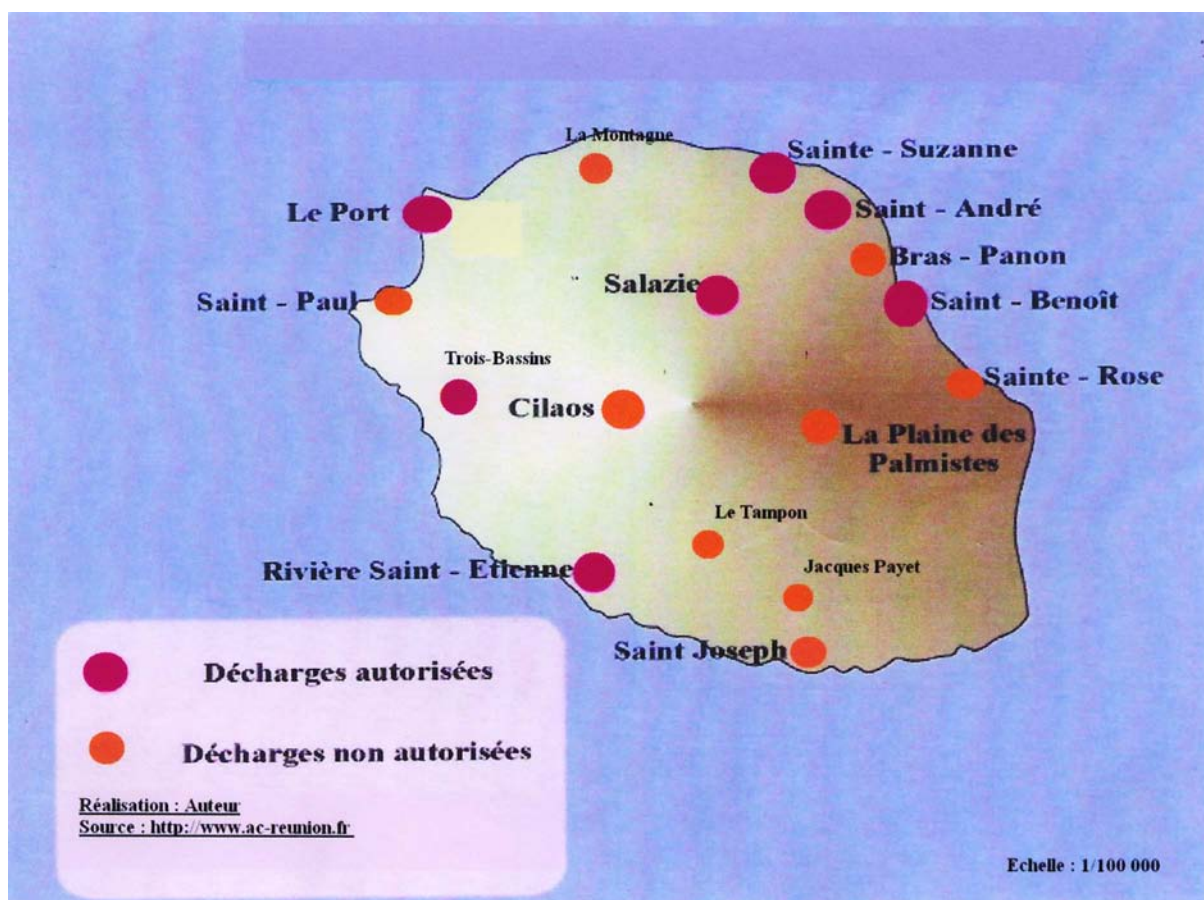 La Montagne
Sainte - Suzanne
Le Port
Saint - André
Bras - Panon
Salazie
Saint - Paul
Saint - Benoît
Trois-Bassins
Sainte - Rose
Cilaos
La Plaine des
Palmistes
Le Tampon
Rivière Saint - Etienne
Jacques Payet
Saint Joseph
Décharges autorisées
Décharges non autorisées
Réalisation : Auteur
Source : http://www.ac-reunion.fr
Echelle : 1/100 000